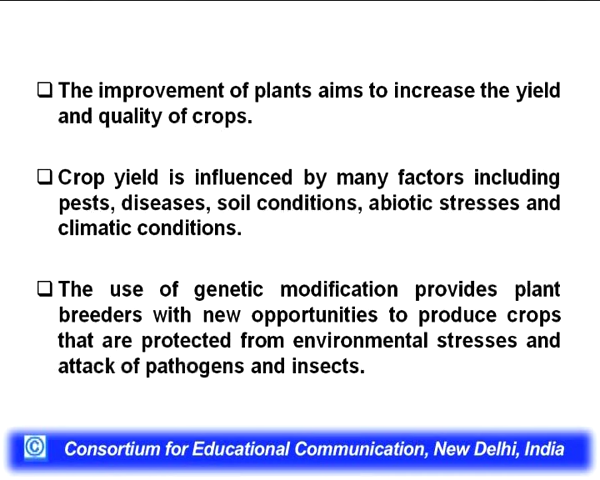 ❑ The improvement of plants aims to increase the yield
and quality of crops.
❑ Crop yield is influenced by many factors including
pests, diseases, soil conditions, abiotic stresses and
climatic conditions.
❑ The use of genetic modification provides plant
breeders with new opportunities to produce crops
that are protected from environmental stresses and
attack of pathogens and insects.
© Consortium for Educational Communication, New Delhi, India